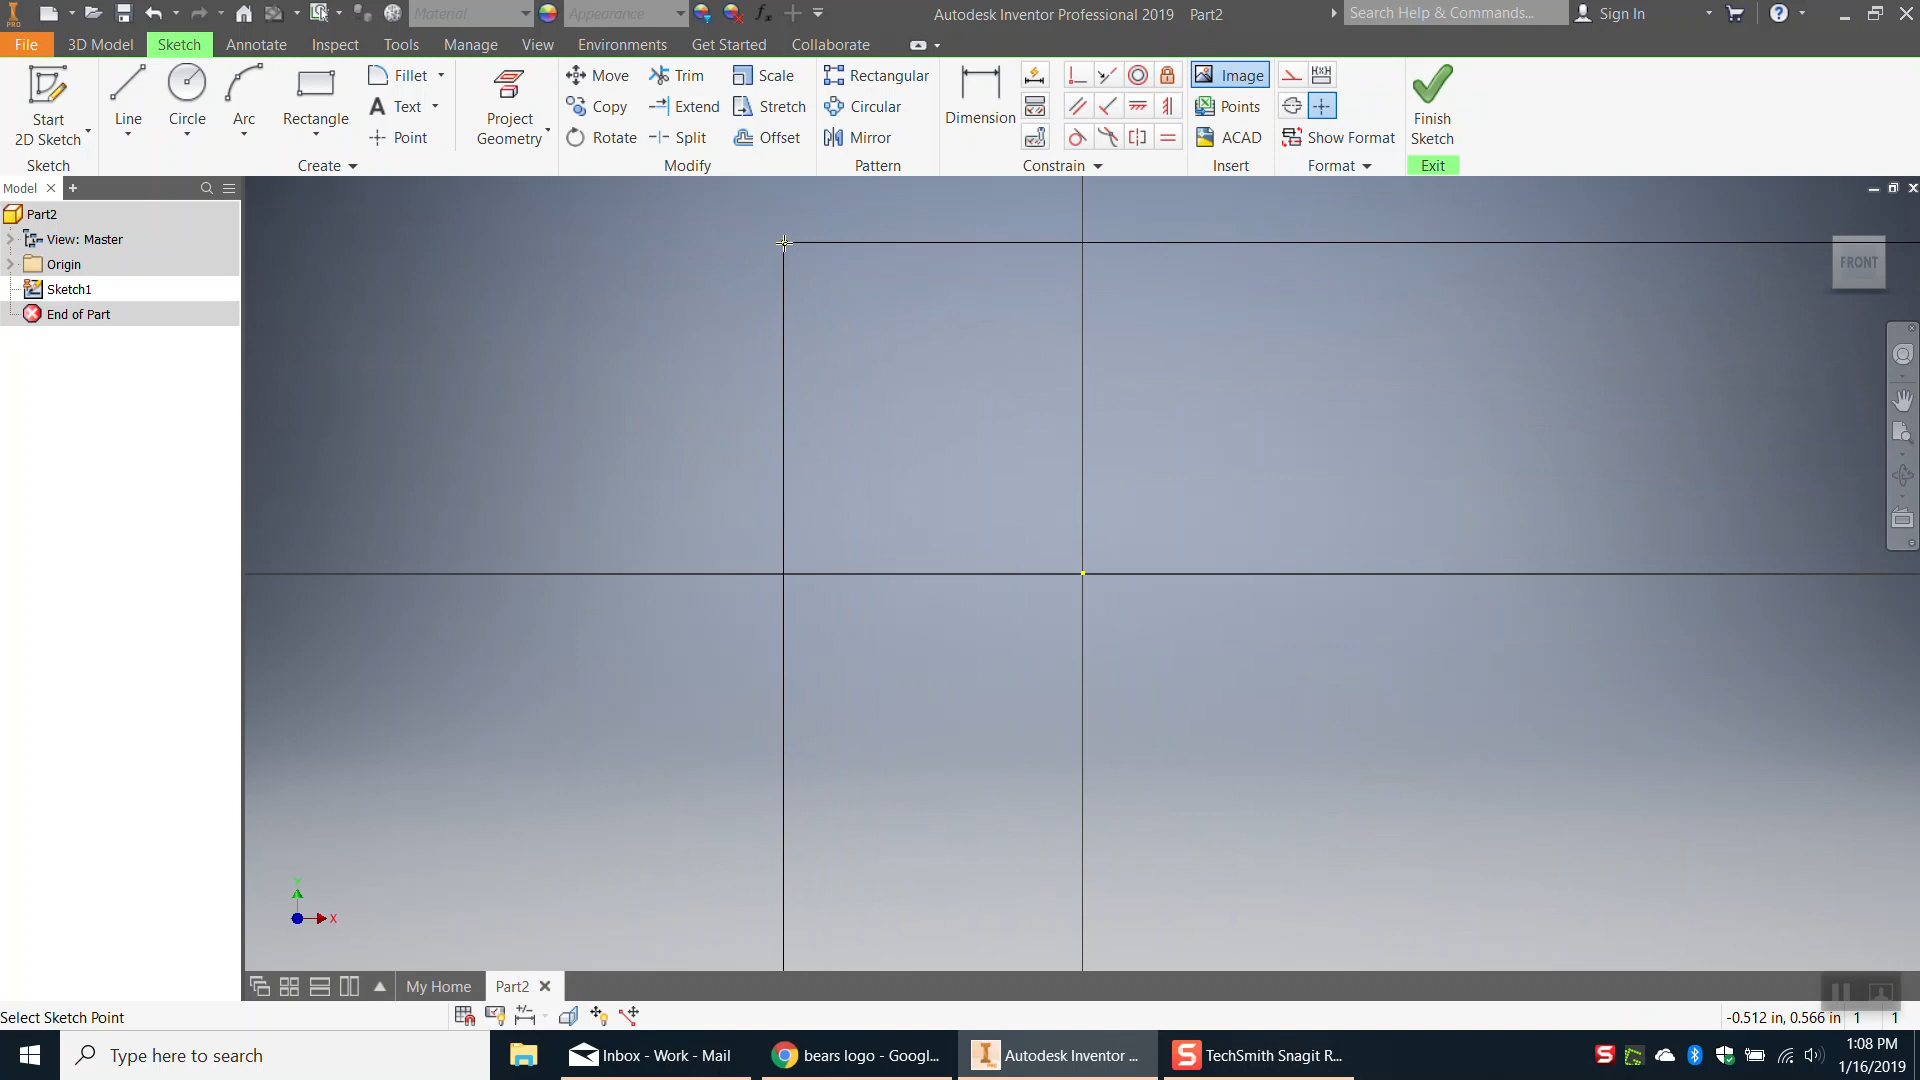 PRO
Material
Appearance
fx
Autodesk Inventor Professional 2019 Part2
Search Help & Commands...
Sign In
File
3D Model
Sketch
Annotate
Inspect
Tools
Manage
View
Environments
Get Started
Collaborate
Start
2D Sketch
Line
Circle
Arc
Rectangle
Fillet
Text
Point
Project
Geometry
Move
Copy
Rotate
Trim
Extend
Split
Scale
Stretch
Offset
Rectangular
Circular
Mirror
Dimension
Image
Points
ACAD
Show Format
Finish
Sketch
Sketch
Create
Modify
Pattern
Constrain
Insert
Format
Exit
Model
Part2
View: Master
Origin
Sketch1
End of Part
FRONT
Y
X
My Home
Part2
Select Sketch Point
-0.512 in, 0.566 in 1 1
Type here to search
Inbox - Work - Mail
bears logo - Googl...
Autodesk Inventor ...
TechSmith Snagit R...
1:08 PM
1/16/2019